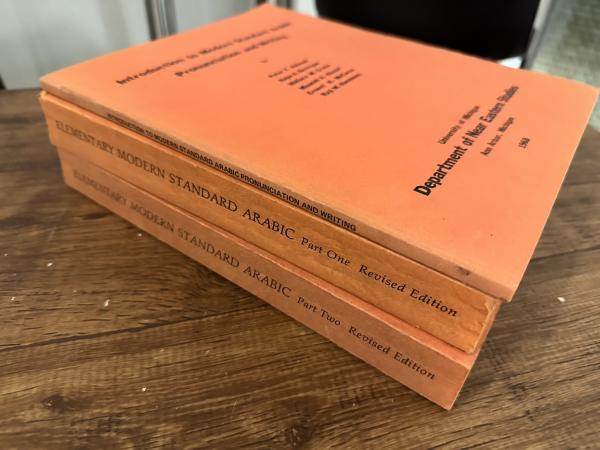 Introduction to Modern Standard Arabic
Pronunciation and Writing
by
University of Michigan
Department of Near Eastern Studies
Ann Arbor, Michigan
1968
INTRODUCTION TO MODERN STANDARD ARABIC PRONUNCIATION AND WRITING
ELEMENTARY MODERN STANDARD ARABIC Part One Revised Edition
ELEMENTARY MODERN STANDARD ARABIC Part Two Revised Edition